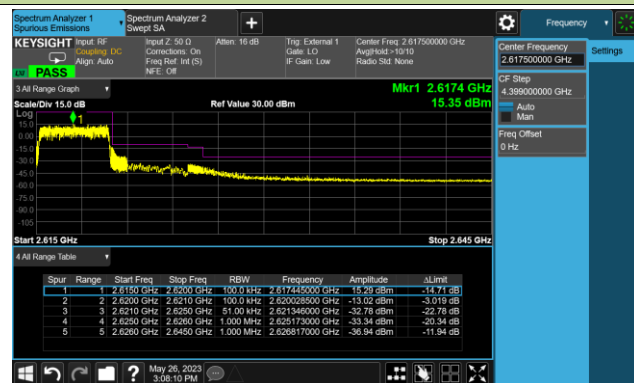 Spectrum Analyzer 1
Spurious Emissions
Spectrum Analyzer 2
Swept SA
Frequency
KEYSIGHT
Input: RF
Coupling: DC
Align: Auto
Input Z: 50 Ω
Corrections: On
Freq Ref: Int (S)
NFE: Off
Atten: 16 dB
Trig: External 1
Gate: LO
IF Gain: Low
Center Freq: 2.617500000 GHz
Avg|Hold:>10/10
Radio Std: None
PASS
Center Frequency
2.617500000 GHz
Settings
CF Step
4.399000000 GHz
Auto
Man
Freq Offset
0 Hz
3 All Range Graph
Mkr1 2.6174 GHz
Scale/Div 15.0 dB
Ref Value 30.00 dBm
15.35 dBm
Log
15.0
0.00
-15.0
-30.0
-45.0
-60.0
-75.0
-90.0
-105
1
Start 2.615 GHz
Stop 2.645 GHz
4 All Range Table
Spur Range Start Freq Stop Freq RBW Frequency Amplitude ΔLimit
1 1 2.6150 GHz 2.6200 GHz 100.0 kHz 2.617445000 GHz 15.29 dBm -14.71 dB
2 2 2.6200 GHz 2.6210 GHz 100.0 kHz 2.620028500 GHz -13.02 dBm -3.019 dB
3 3 2.6210 GHz 2.6250 GHz 51.00 kHz 2.621346000 GHz -32.78 dBm -22.78 dB
4 4 2.6250 GHz 2.6260 GHz 1.000 MHz 2.625173000 GHz -33.34 dBm -20.34 dB
5 5 2.6260 GHz 2.6450 GHz 1.000 MHz 2.626817000 GHz -36.94 dBm -11.94 dB
May 26, 2023
3:08:10 PM